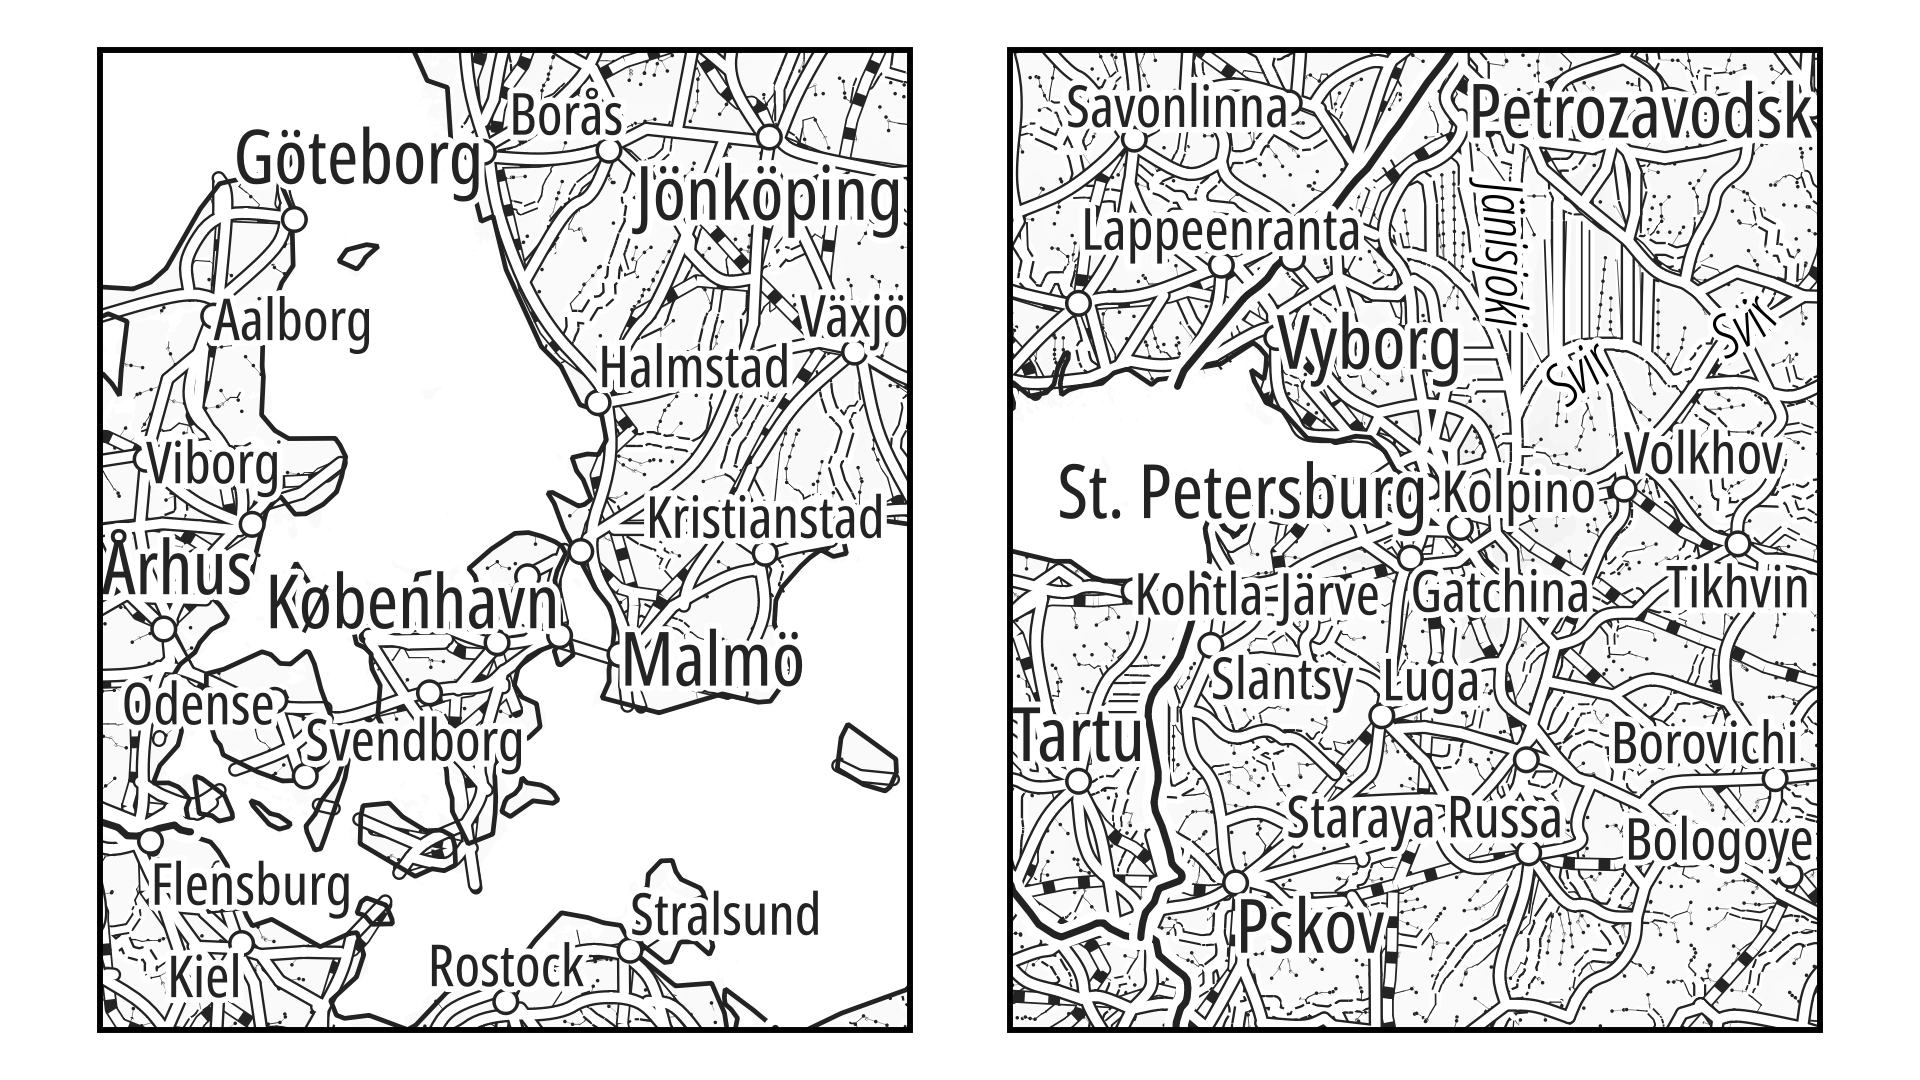 Borås
Göteborg
Jönköping
Aalborg
Växjö
Halmstad
Viborg
Kristianstad
Århus
København
Malmö
Odense
Svendborg
Flensburg
Stralsund
Rostock
Kiel
Savonlinna
Petrozavodsk
Jänisjoki
Lappeenranta
Svir
Vyborg
Svir
Volkhov
St. Petersburg
Kolpino
Kohtla-Järve
Gatchina
Tikhvin
Slantsy
Luga
Tartu
Borovichi
Staraya Russa
Bologoye
Pskov